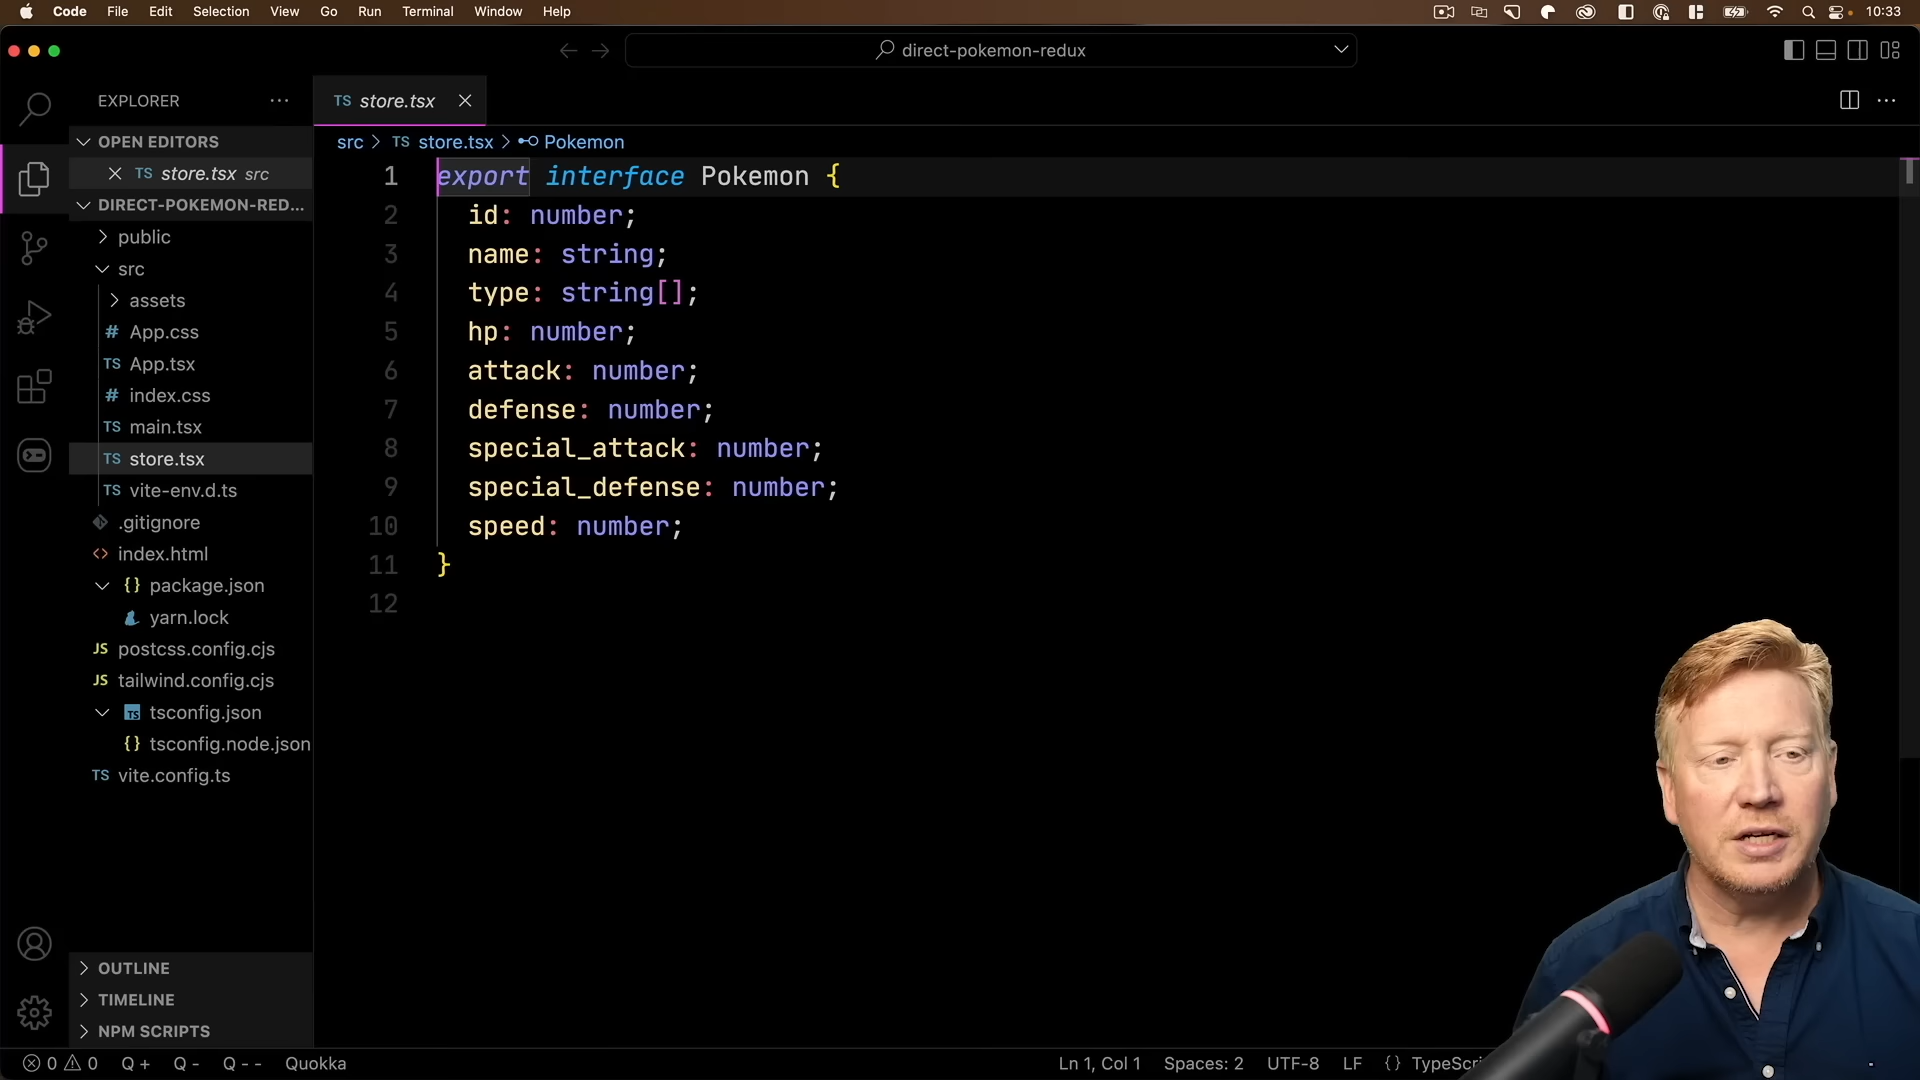 Code File Edit Selection View Go Run Terminal Window Help 10:33
direct-pokemon-redux
EXPLORER
TS store.tsx
OPEN EDITORS
TS store.tsx src
DIRECT-POKEMON-RED...
public
src
assets
# App.css
TS App.tsx
# index.css
TS main.tsx
TS store.tsx
TS vite-env.d.ts
.gitignore
<> index.html
{} package.json
yarn.lock
JS postcss.config.cjs
JS tailwind.config.cjs
TS tsconfig.json
{} tsconfig.node.json
TS vite.config.ts
OUTLINE
TIMELINE
NPM SCRIPTS
src > TS store.tsx > Pokemon
1 export interface Pokemon {
2 id: number;
3 name: string;
4 type: string[];
5 hp: number;
6 attack: number;
7 defense: number;
8 special_attack: number;
9 special_defense: number;
10 speed: number;
11 }
12
0 0 Q + Q - Q - - Quokka Ln 1, Col 1 Spaces: 2 UTF-8 LF {} TypeScri